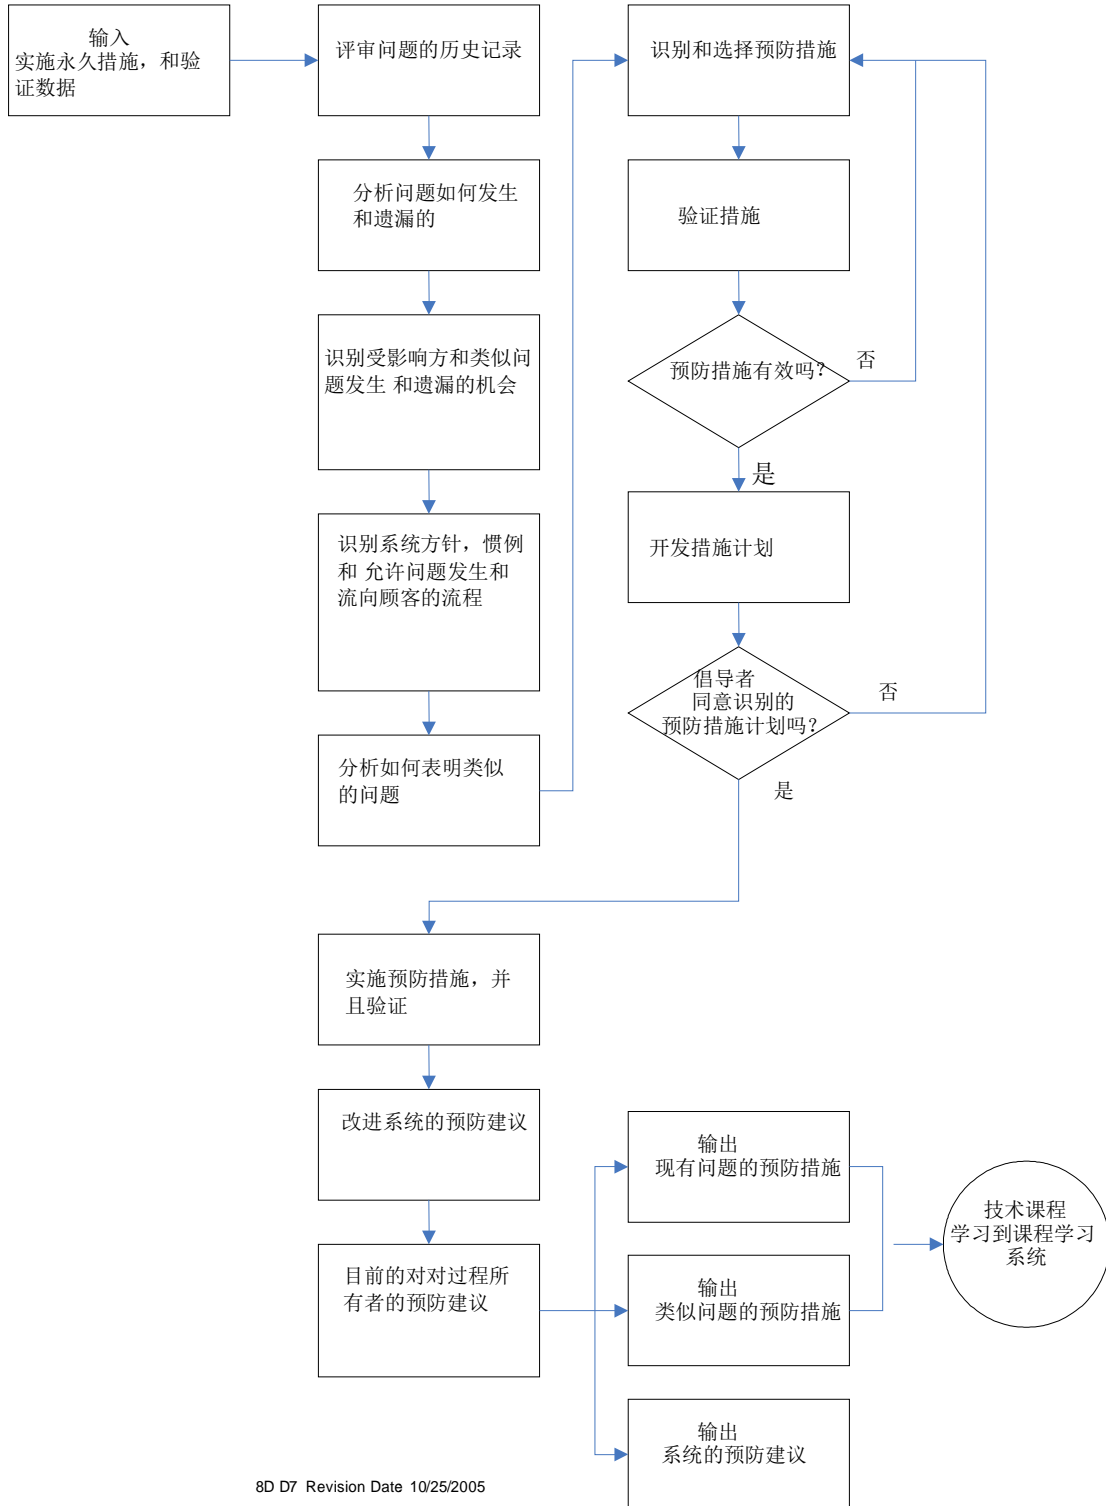 输入
实施永久措施，和验
证数据
评审问题的历史记录
分析问题如何发生
和遗漏的
识别受影响方和类似问
题发生 和遗漏的机会
识别系统方针，惯例
和 允许问题发生和
流向顾客的流程
分析如何表明类似
的问题
识别和选择预防措施
验证措施
预防措施有效吗？
否
是
开发措施计划
倡导者
同意识别的
预防措施计划吗？
否
是
实施预防措施，并
且验证
改进系统的预防建议
目前的对对过程所
有者的预防建议
输出
现有问题的预防措施
输出
类似问题的预防措施
输出
系统的预防建议
技术课程
学习到课程学习
系统
8D D7 Revision Date 10/25/2005